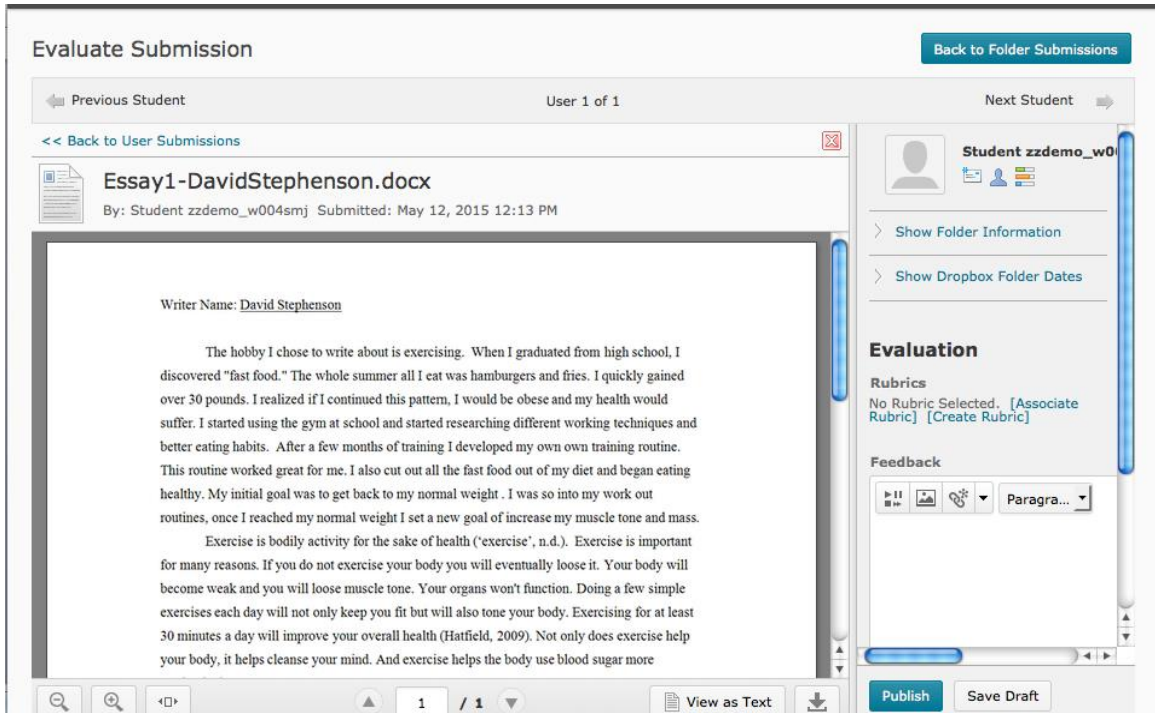 Evaluate Submission
Back to Folder Submissions
Previous Student
User 1 of 1
Next Student
<< Back to User Submissions
Essay1-DavidStephenson.docx
By: Student zzdemo_w004smj Submitted: May 12, 2015 12:13 PM
Writer Name: David Stephenson
The hobby I chose to write about is exercising. When I graduated from high school, I
discovered "fast food." The whole summer all I eat was hamburgers and fries. I quickly gained
over 30 pounds. I realized if I continued this pattern, I would be obese and my health would
suffer. I started using the gym at school and started researching different working techniques and
better eating habits. After a few months of training I developed my own own training routine.
This routine worked great for me. I also cut out all the fast food out of my diet and began eating
healthy. My initial goal was to get back to my normal weight . I was so into my work out
routines, once I reached my normal weight I set a new goal of increase my muscle tone and mass.
Exercise is bodily activity for the sake of health (‘exercise’, n.d.). Exercise is important
for many reasons. If you do not exercise your body you will eventually loose it. Your body will
become weak and you will loose muscle tone. Your organs won't function. Doing a few simple
exercises each day will not only keep you fit but will also tone your body. Exercising for at least
30 minutes a day will improve your overall health (Hatfield, 2009). Not only does exercise help
your body, it helps cleanse your mind. And exercise helps the body use blood sugar more
1 / 1
View as Text
Student zzdemo_w00
Show Folder Information
Show Dropbox Folder Dates
Evaluation
Rubrics
No Rubric Selected. [Associate
Rubric] [Create Rubric]
Feedback
Paragra...
Publish
Save Draft